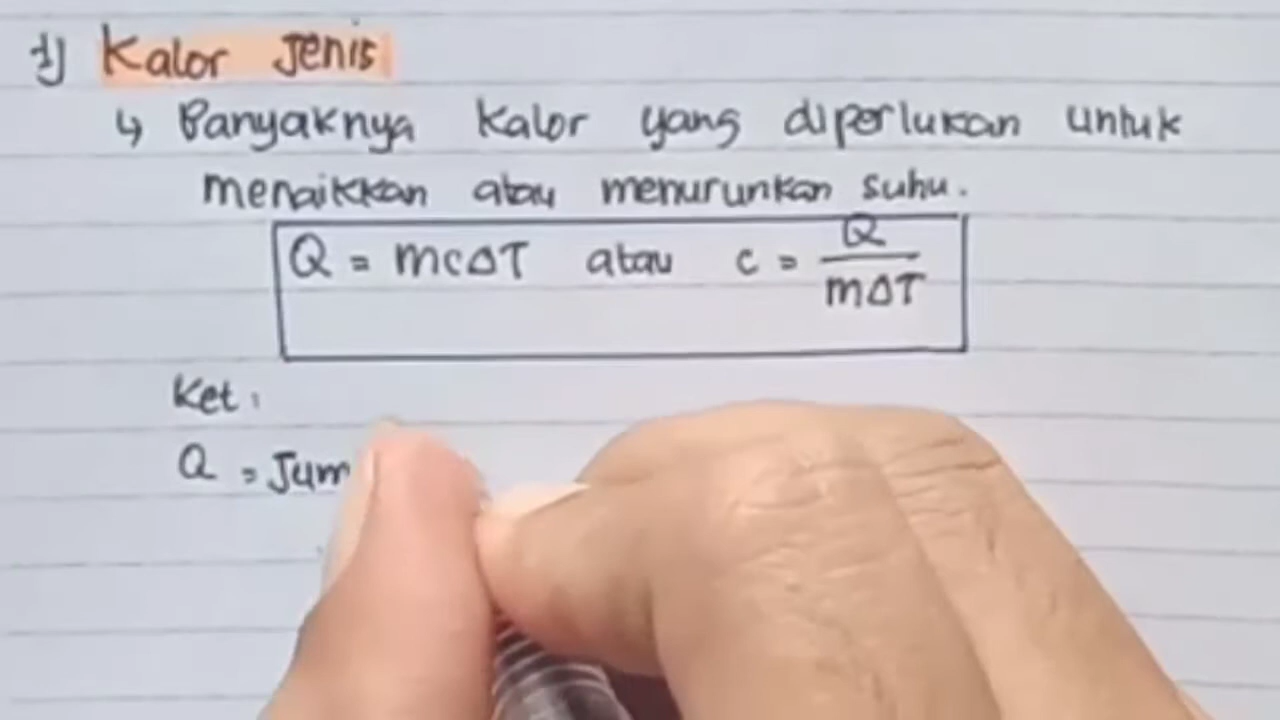 1) Kalor Jenis
↳ Banyaknya kalor yang diperlukan untuk
menaikkan atau menurunkan suhu.
Q = mcΔT atau c = Q / mΔT
Ket :
Q = Jum